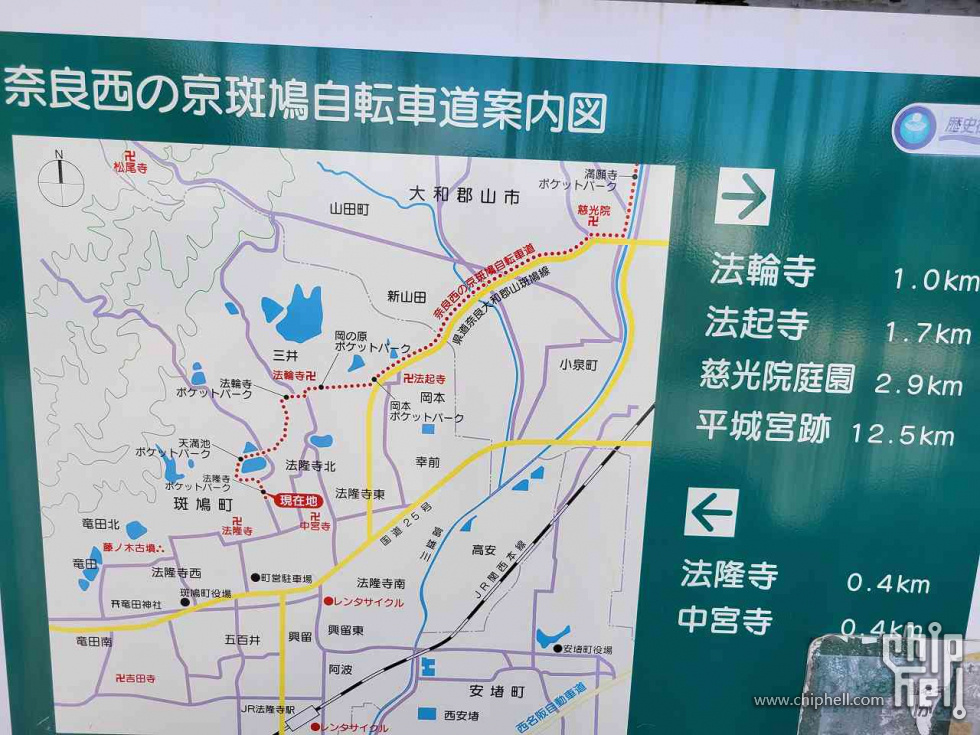 奈良西の京斑鳩自転車道案内図
N
松尾寺
満願寺
ポケットパーク
大和郡山市
山田町
慈光院
奈良西の京斑鳩自転車道
新山田
県道奈良大和郡山斑鳩線
岡の原
ポケットパーク
三井
小泉町
法輪寺
法起寺
法輪寺
ポケットパーク
岡本
岡本
ポケットパーク
天満池
ポケットパーク
法隆寺北
幸前
法隆寺
ポケットパーク
現在地
法隆寺東
斑鳩町
竜田北
法隆寺
中宮寺
国道25号
藤ノ木古墳
高安
竜田
法隆寺西
町営駐車場
法隆寺南
JR関西本線
斑鳩町役場
レンタサイクル
竜田神社
竜田南
五百井
興留
興留東
安堵町役場
阿波
吉田寺
安堵町
JR法隆寺駅
西安堵
西名阪自動車道
レンタサイクル
歴史
→
法輪寺 1.0km
法起寺 1.7km
慈光院庭園 2.9km
平城宮跡 12.5km
←
法隆寺 0.4km
中宮寺 0.4km
www.chiphell.com
chip
hell